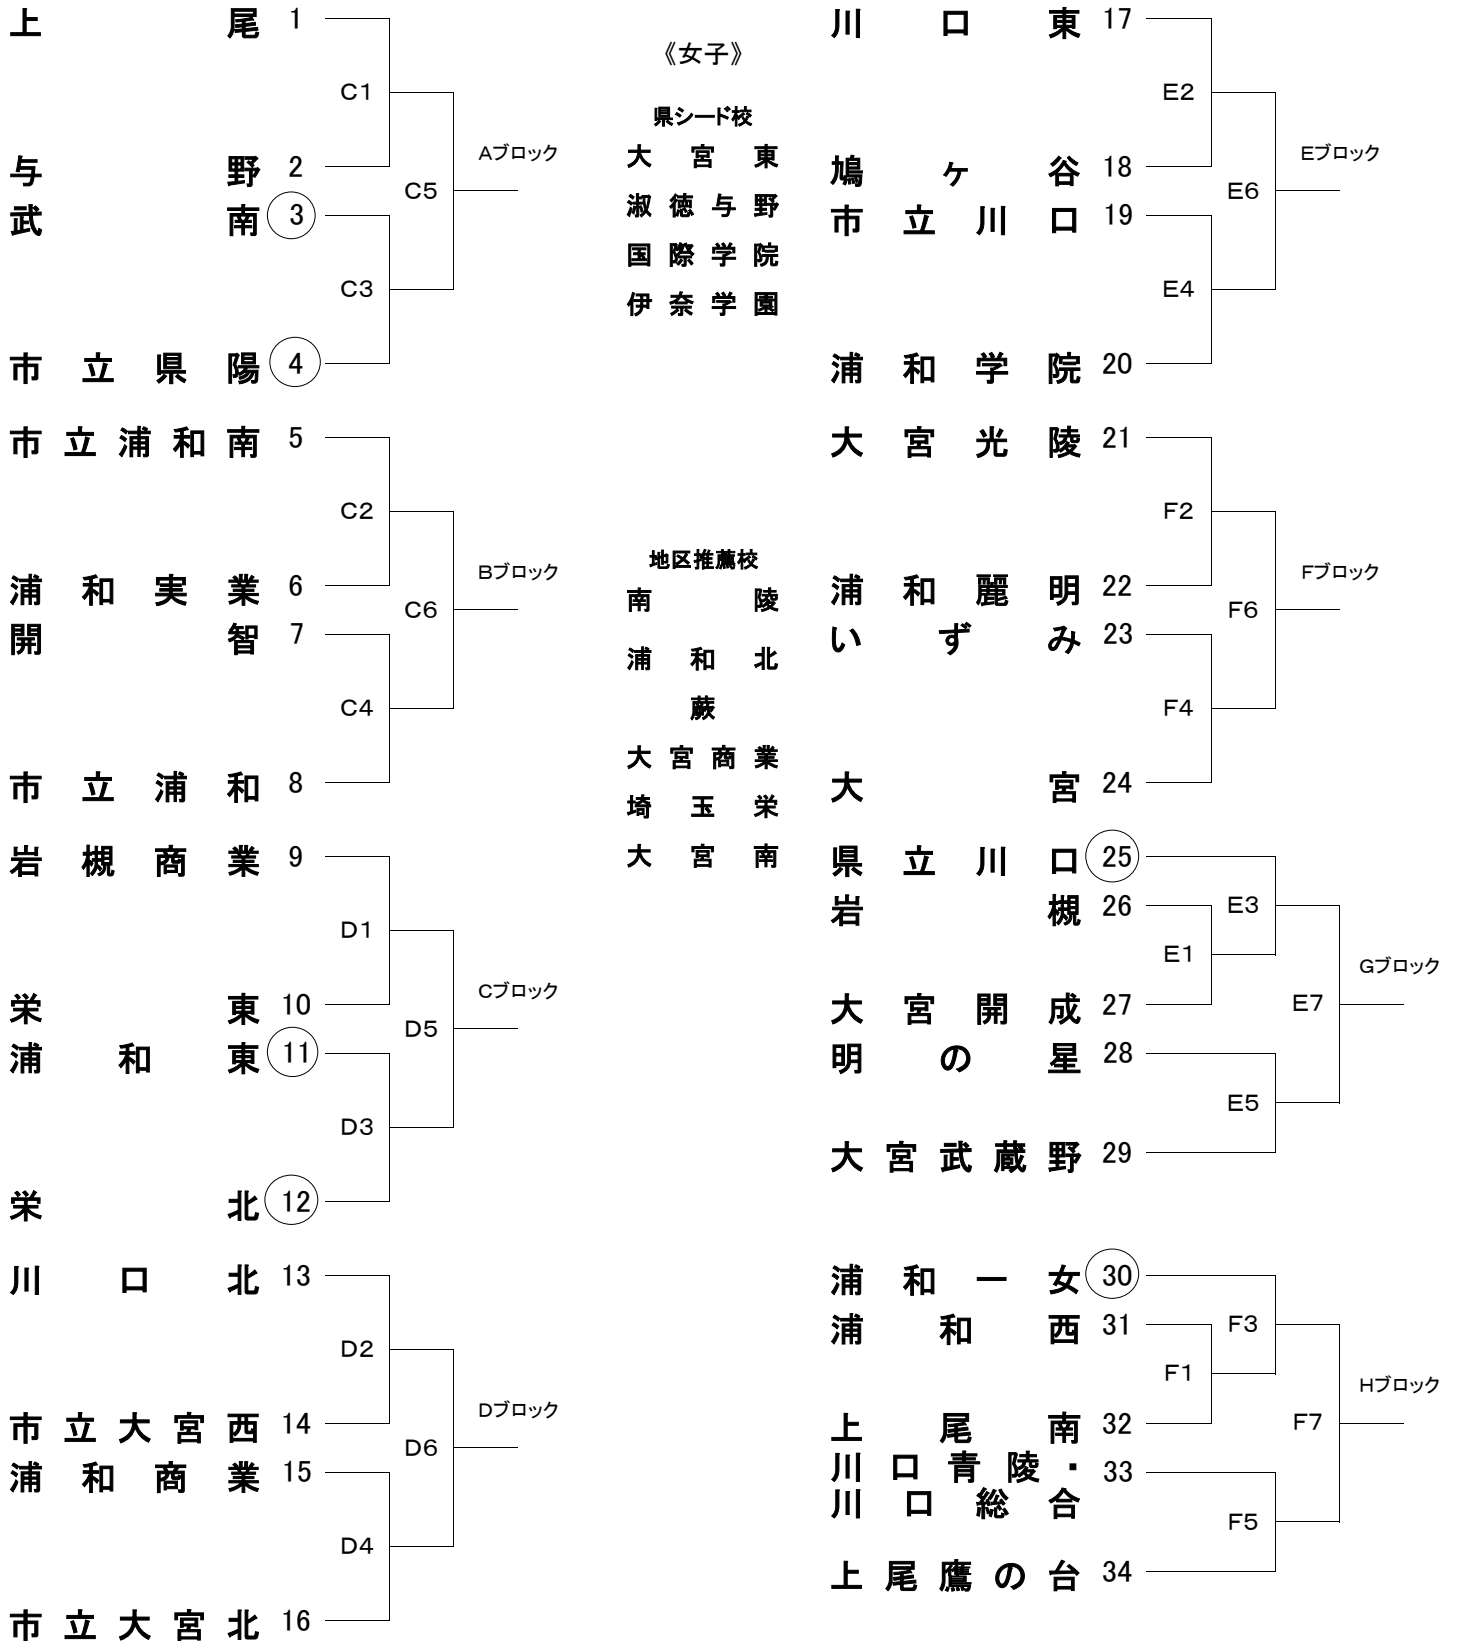 上尾 1
C1
与野 2
Aブロック
C5
武南 3
C3
市立県陽 4
市立浦和南 5
C2
浦和実業 6
Bブロック
C6
開智 7
C4
市立浦和 8
岩槻商業 9
D1
栄東 10
Cブロック
D5
浦和東 11
D3
栄北 12
川口北 13
D2
市立大宮西 14
Dブロック
D6
浦和商業 15
D4
市立大宮北 16
《女子》
県シード校
大宮東
淑徳与野
国際学院
伊奈学園
地区推薦校
南陵
浦和北
蕨
大宮商業
埼玉栄
大宮南
川口東 17
E2
鳩ヶ谷 18
Eブロック
E6
市立川口 19
E4
浦和学院 20
大宮光陵 21
F2
浦和麗明 22
Fブロック
F6
いずみ 23
F4
大宮 24
県立川口 25
岩槻 26
E3
E1
Gブロック
大宮開成 27
E7
明の星 28
E5
大宮武蔵野 29
浦和一女 30
浦和西 31
F3
F1
Hブロック
上尾南 32
F7
川口青陵・ 33
川口総合
F5
上尾鷹の台 34